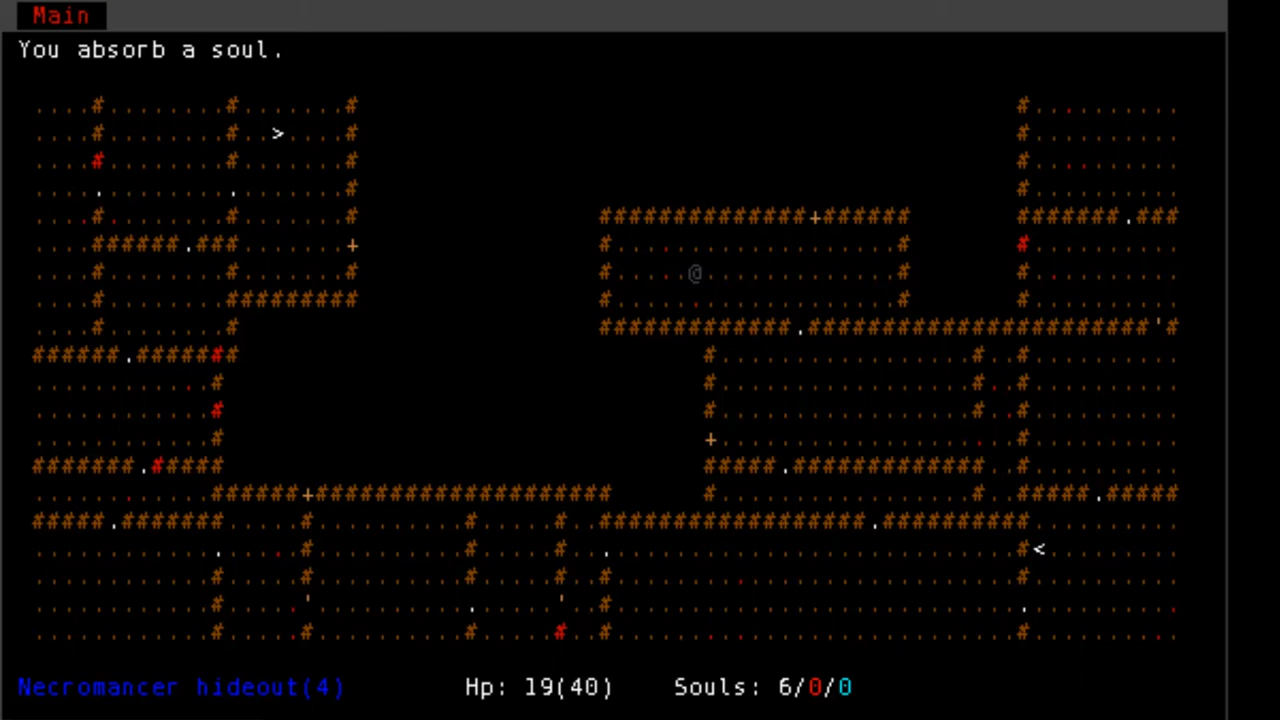 Main
You absorb a soul.
Necromancer hideout(4) Hp: 19(40) Souls: 6/0/0